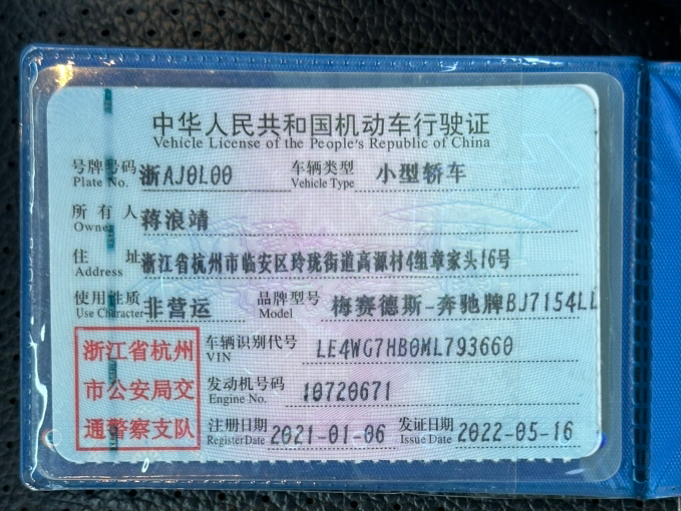 中华人民共和国机动车行驶证
Vehicle License of the People's Republic of China
号牌号码 浙AJ0L00 车辆类型 小型轿车
Plate No. Vehicle Type
所有人 蒋浪靖
Owner
住址 浙江省杭州市临安区玲珑街道高源村4组章家头16号
Address
使用性质 非营运 品牌型号 梅赛德斯-奔驰牌BJ7154LL
Use Character Model
浙江省杭州
市公安局交
通警察支队
车辆识别代号 LE4WG7HB0ML793660
VIN
发动机号码 10720671
Engine No.
注册日期 2021-01-06 发证日期 2022-05-16
Register Date Issue Date